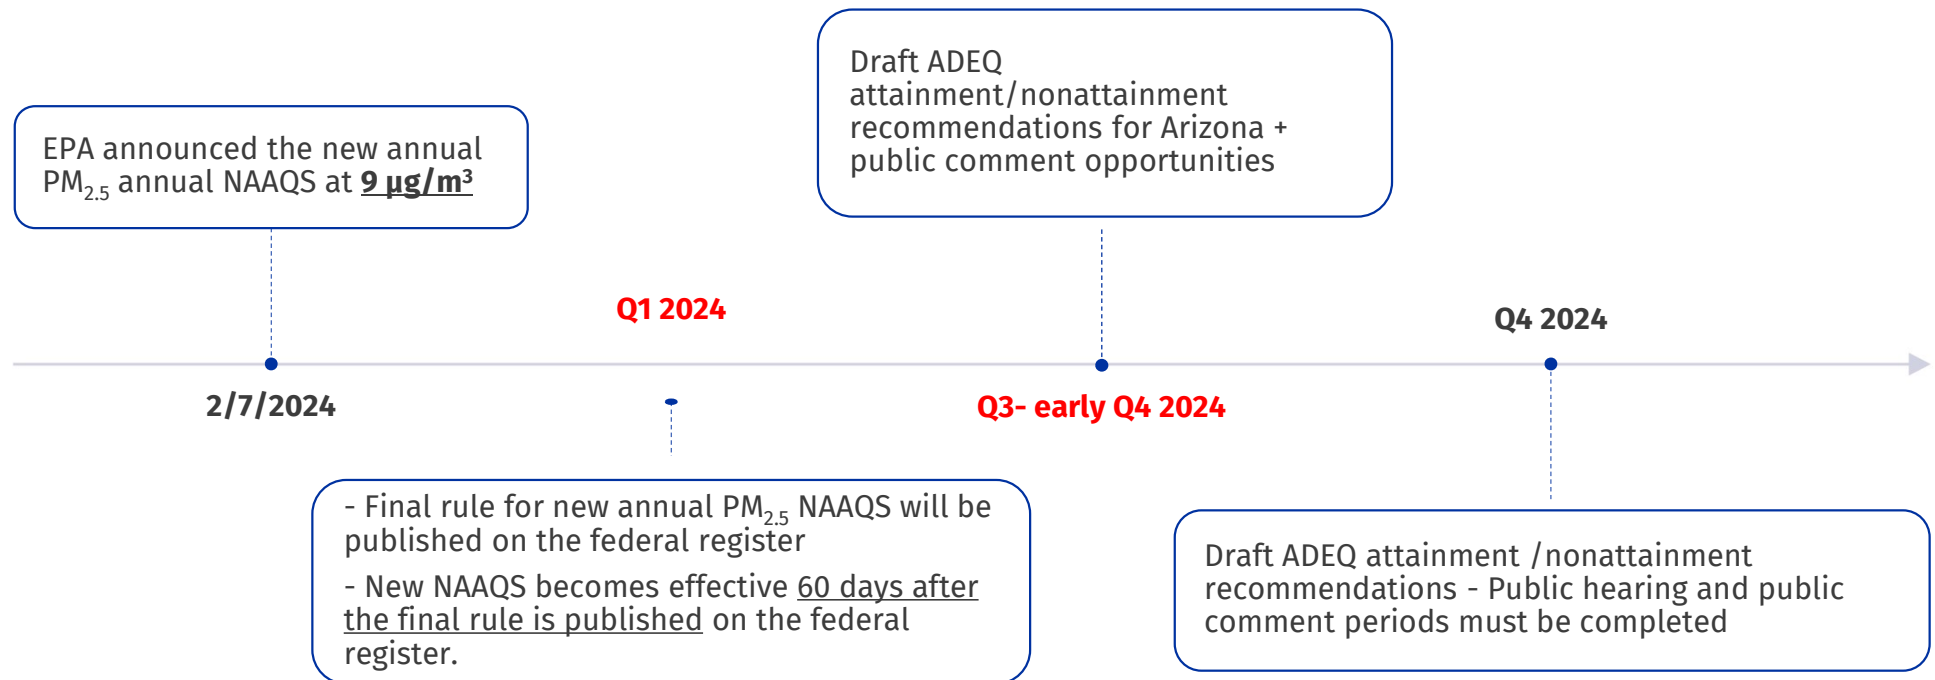 EPA announced the new annual
PM2.5 annual NAAQS at 9 µg/m³
2/7/2024
Q1 2024
- Final rule for new annual PM2.5 NAAQS will be
published on the federal register
- New NAAQS becomes effective 60 days after
the final rule is published on the federal
register.
Draft ADEQ
attainment/nonattainment
recommendations for Arizona +
public comment opportunities
Q3- early Q4 2024
Q4 2024
Draft ADEQ attainment /nonattainment
recommendations - Public hearing and public
comment periods must be completed